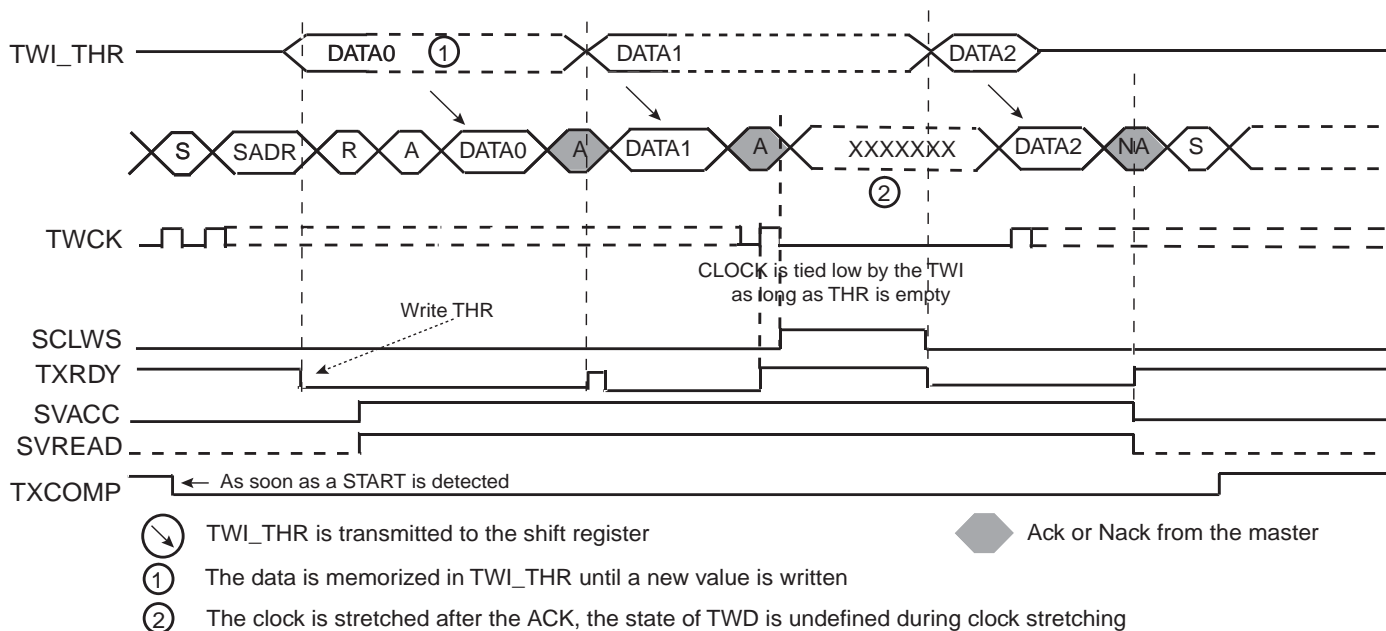 TWI_THR DATA0 1 DATA1 DATA2
S SADR R A DATA0 A DATA1 A XXXXXXX DATA2 NA S
2
TWCK
CLOCK is tied low by the TWI
as long as THR is empty
Write THR
SCLWS
TXRDY
SVACC
SVREAD
TXCOMP As soon as a START is detected
TWI_THR is transmitted to the shift register Ack or Nack from the master
1 The data is memorized in TWI_THR until a new value is written
2 The clock is stretched after the ACK, the state of TWD is undefined during clock stretching